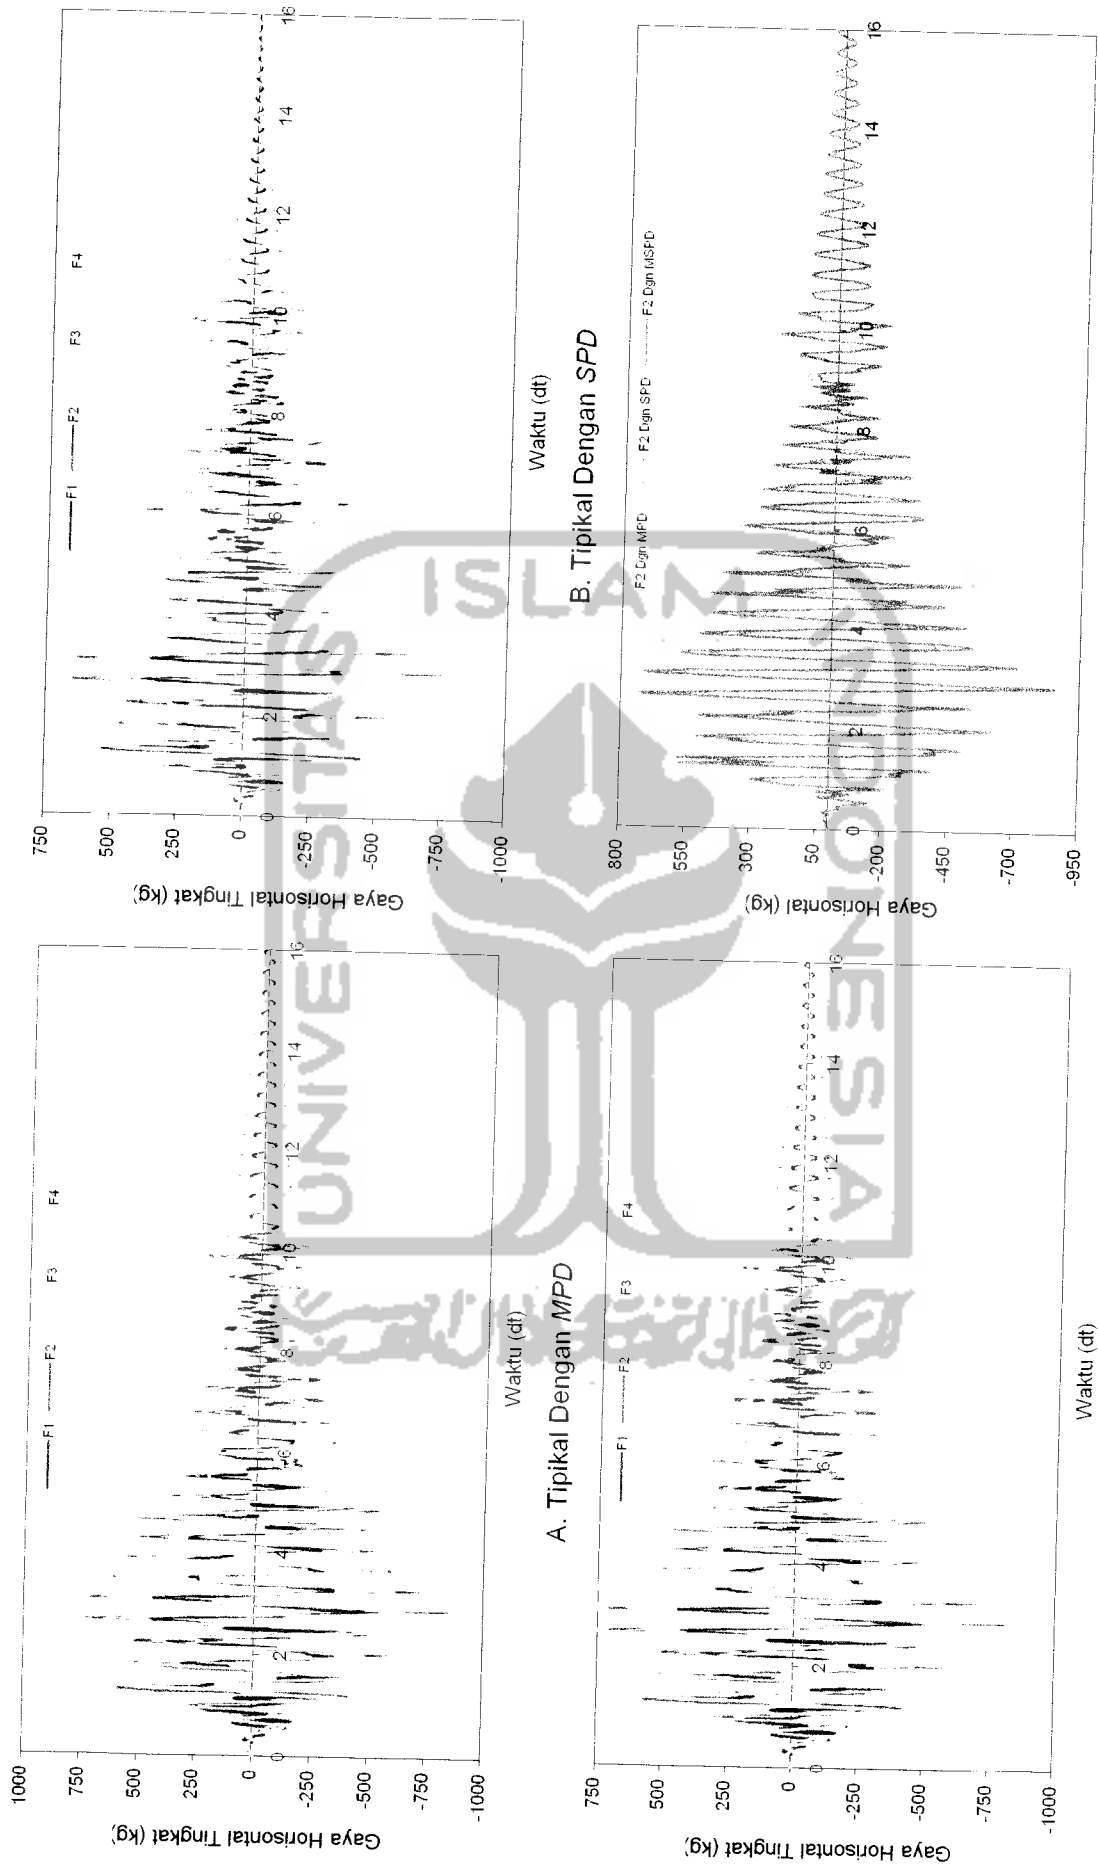 F1 F2 F3 F4
1000
750
500
250
0
-250
-500
-750
-1000
0 2 4 6 8 10 12 14 16
Gaya Horisontal Tingkat (kg)
Waktu (dt)
A. Tipikal Dengan MPD
F1 F2 F3 F4
750
500
250
0
-250
-500
-750
-1000
0 2 4 6 8 10 12 14 16
Gaya Horisontal Tingkat (kg)
Waktu (dt)
B. Tipikal Dengan SPD
F1 F2 F3 F4
750
500
250
0
-250
-500
-750
-1000
0 2 4 6 8 10 12 14 16
Gaya Horisontal Tingkat (kg)
Waktu (dt)
F2 Dgn MPD F2 Dgn SPD F2 Dgn MSPD
800
550
300
50
-200
-450
-700
-950
0 2 4 6 8 10 12 14 16
Gaya Horisontal (kg)
UNIVERSITAS
ISLAM
INDONESIA